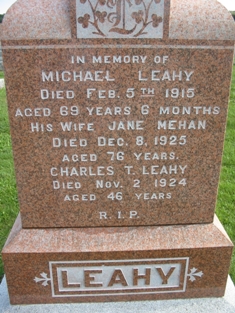 L
IN MEMORY OF
MICHAEL LEAHY
DIED FEB. 5TH 1915
AGED 69 YEARS 6 MONTHS
HIS WIFE JANE MEHAN
DIED DEC. 8, 1925
AGED 76 YEARS.
CHARLES T. LEAHY
DIED NOV. 2 1924
AGED 46 YEARS
R.I.P.
LEAHY